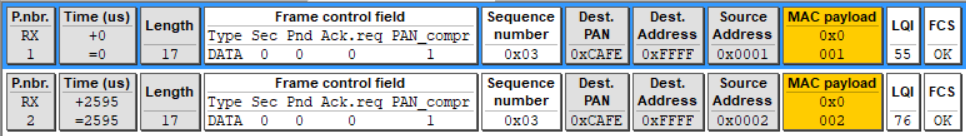 P.nbr. Time (us) Length Frame control field Sequence Dest. Dest. Source MAC payload LQI FCS
RX +0 Type Sec Pnd Ack.req PAN_compr number PAN Address Address 0x0
1 =0 17 DATA 0 0 0 1 0x03 0xCAFE 0xFFFF 0x0001 001 55 OK
P.nbr. Time (us) Length Frame control field Sequence Dest. Dest. Source MAC payload LQI FCS
RX +2595 Type Sec Pnd Ack.req PAN_compr number PAN Address Address 0x0
2 =2595 17 DATA 0 0 0 1 0x03 0xCAFE 0xFFFF 0x0002 002 76 OK